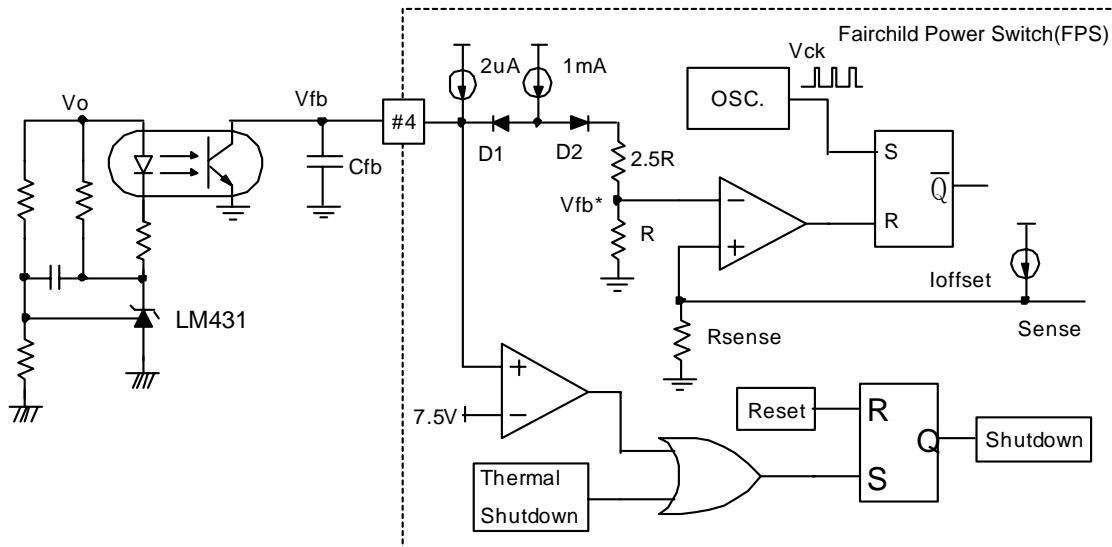 Fairchild Power Switch(FPS)
2uA
1mA
Vck
OSC.
Vo
Vfb
#4
D1
D2
2.5R
S
Q
Cfb
Vfb*
−
R
R
+
Ioffset
LM431
Rsense
Sense
+
7.5V
−
Reset
R
Q
Shutdown
S
Thermal
Shutdown